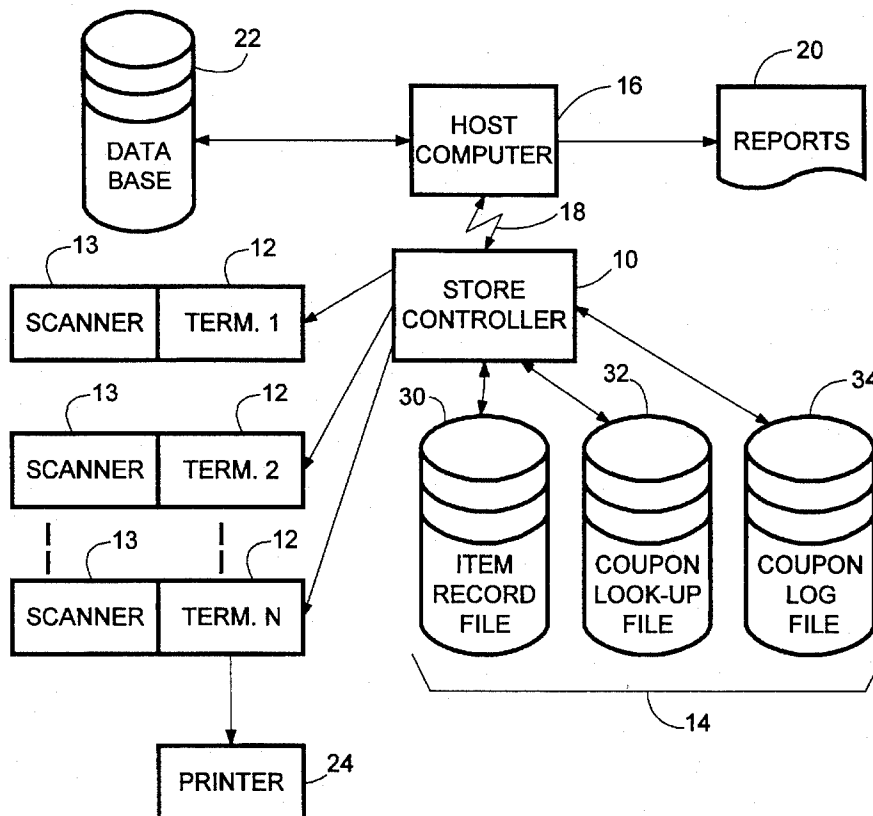 22
DATA
BASE
16
HOST
COMPUTER
20
REPORTS
18
10
STORE
CONTROLLER
13
12
SCANNER
TERM. 1
13
12
SCANNER
TERM. 2
13
12
SCANNER
TERM. N
30
ITEM
RECORD
FILE
32
COUPON
LOOK-UP
FILE
34
COUPON
LOG
FILE
14
PRINTER
24